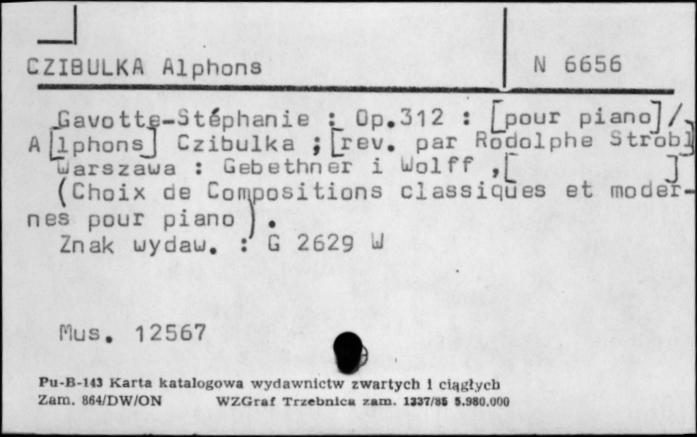 CZIBULKA Alphons
N 6656
Gavotte-Stéphanie : Op.312 : [pour piano] /
A[lphons] Czibulka ; [rev. par Rodolphe Strobl]
Warszawa : Gebethner i Wolff ,[ ]
(Choix de Compositions classiques et moder-
nes pour piano ).
Znak wydaw. : G 2629 W
Mus. 12567
Pu-B-143 Karta katalogowa wydawnictw zwartych i ciągłych
Zam. 864/DW/ON WZGraf Trzebnica zam. 1337/85 5.980.000